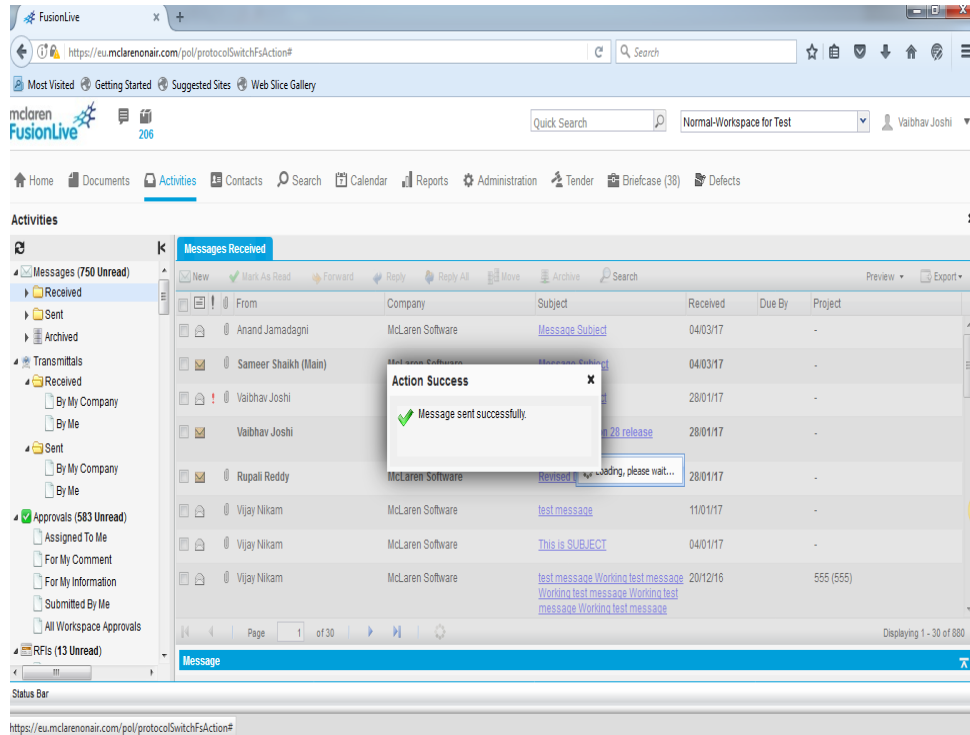 FusionLive
https://eu.mclarenonair.com/pol/protocolSwitchFsAction#
Search
Most Visited Getting Started Suggested Sites Web Slice Gallery
mclaren
FusionLive
206
Quick Search
Normal-Workspace for Test
Vaibhav Joshi
Home Documents Activities Contacts Search Calendar Reports Administration Tender Briefcase (38) Defects
Activities
Messages Received
Messages (750 Unread)
Received
Sent
Archived
Transmittals
Received
By My Company
By Me
Sent
By My Company
By Me
Approvals (583 Unread)
Assigned To Me
For My Comment
For My Information
Submitted By Me
All Workspace Approvals
RFIs (13 Unread)
New Mark As Read Forward Reply Reply All Move Archive Search Preview Export
From Company Subject Received Due By Project
Anand Jamadagni McLaren Software Message Subject 04/03/17 -
Sameer Shaikh (Main) McLaren Software Message Subject 04/03/17 -
Vaibhav Joshi 28/01/17 -
Vaibhav Joshi 28 release 28/01/17 -
Rupali Reddy McLaren Software Revised 28/01/17 -
Vijay Nikam McLaren Software test message 11/01/17 -
Vijay Nikam McLaren Software This is SUBJECT 04/01/17 -
Vijay Nikam McLaren Software test message Working test message 20/12/16 555 (555)
Working test message Working test
message Working test message
Action Success
Message sent successfully.
Loading, please wait...
Page 1 of 30
Displaying 1 - 30 of 880
Message
Status Bar
https://eu.mclarenonair.com/pol/protocolSwitchFsAction#